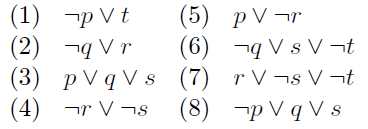 (1) ¬p ∨ t (5) p ∨ ¬r
(2) ¬q ∨ r (6) ¬q ∨ s ∨ ¬t
(3) p ∨ q ∨ s (7) r ∨ ¬s ∨ ¬t
(4) ¬r ∨ ¬s (8) ¬p ∨ q ∨ s